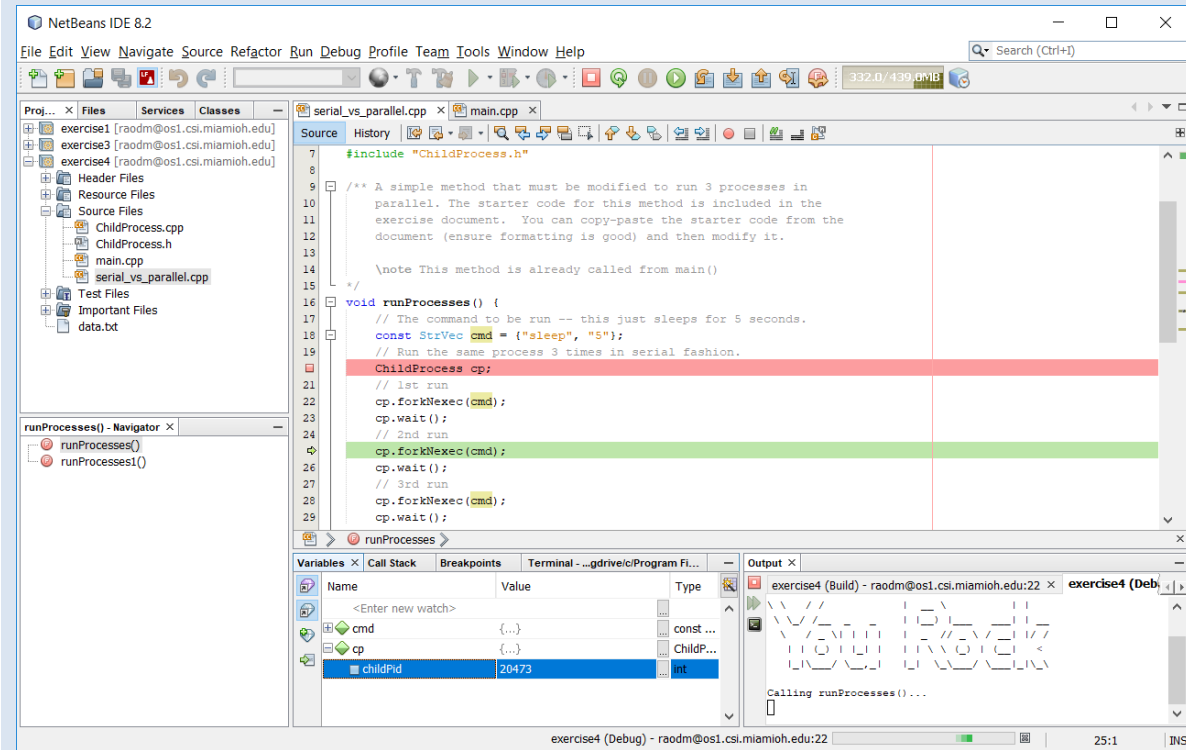 NetBeans IDE 8.2
File Edit View Navigate Source Refactor Run Debug Profile Team Tools Window Help
Search (Ctrl+I)
332.0/439.0MB
Proj... Files Services Classes
exercise1 [raodm@os1.csi.miamioh.edu]
exercise3 [raodm@os1.csi.miamioh.edu]
exercise4 [raodm@os1.csi.miamioh.edu]
Header Files
Resource Files
Source Files
ChildProcess.cpp
ChildProcess.h
main.cpp
serial_vs_parallel.cpp
Test Files
Important Files
data.txt
runProcesses() - Navigator
runProcesses()
runProcesses1()
serial_vs_parallel.cpp main.cpp
Source History
7 #include "ChildProcess.h"
8
9 /** A simple method that must be modified to run 3 processes in
10 parallel. The starter code for this method is included in the
11 exercise document.  You can copy-paste the starter code from the
12 document (ensure formatting is good) and then modify it.
13
14 \note This method is already called from main()
15 */
16 void runProcesses() {
17 // The command to be run -- this just sleeps for 5 seconds.
18 const StrVec cmd = {"sleep", "5"};
19 // Run the same process 3 times in serial fashion.
ChildProcess cp;
21 // 1st run
22 cp.forkNexec(cmd);
23 cp.wait();
24 // 2nd run
cp.forkNexec(cmd);
26 cp.wait();
27 // 3rd run
28 cp.forkNexec(cmd);
29 cp.wait();
runProcesses
Variables Call Stack Breakpoints Terminal - ...gdrive/c/Program Fi...
Name Value Type
<Enter new watch>
cmd {...} const ...
cp {...} ChildP...
childPid 20473 int
Output
exercise4 (Build) - raodm@os1.csi.miamioh.edu:22 exercise4 (Deb
You Rock
Calling runProcesses()...
exercise4 (Debug) - raodm@os1.csi.miamioh.edu:22
25:1 INS